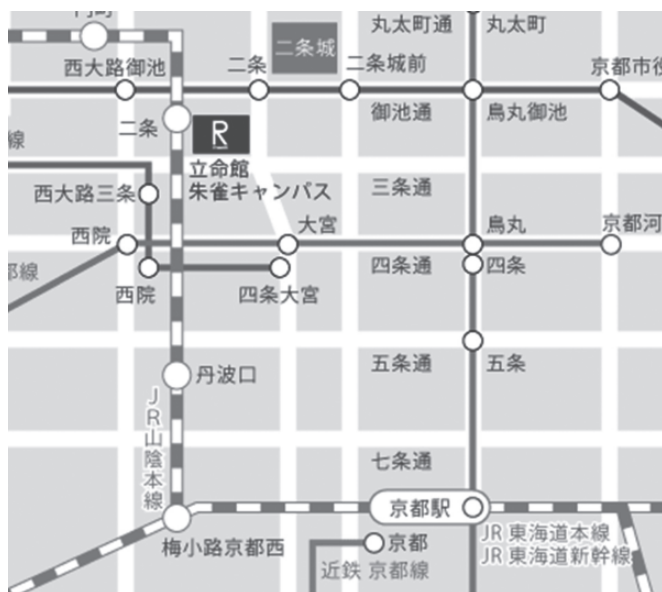 円町
丸太町通
丸太町
二条城
西大路御池
二条
二条城前
京都市役
二条
R
御池通
烏丸御池
線
立命館
朱雀キャンパス
三条通
西大路三条
西院
大宮
烏丸
京都河
都線
西院
四条大宮
四条通
四条
丹波口
五条通
五条
JR山陰本線
七条通
京都駅
梅小路京都西
京都
近鉄 京都線
JR 東海道本線
JR 東海道新幹線